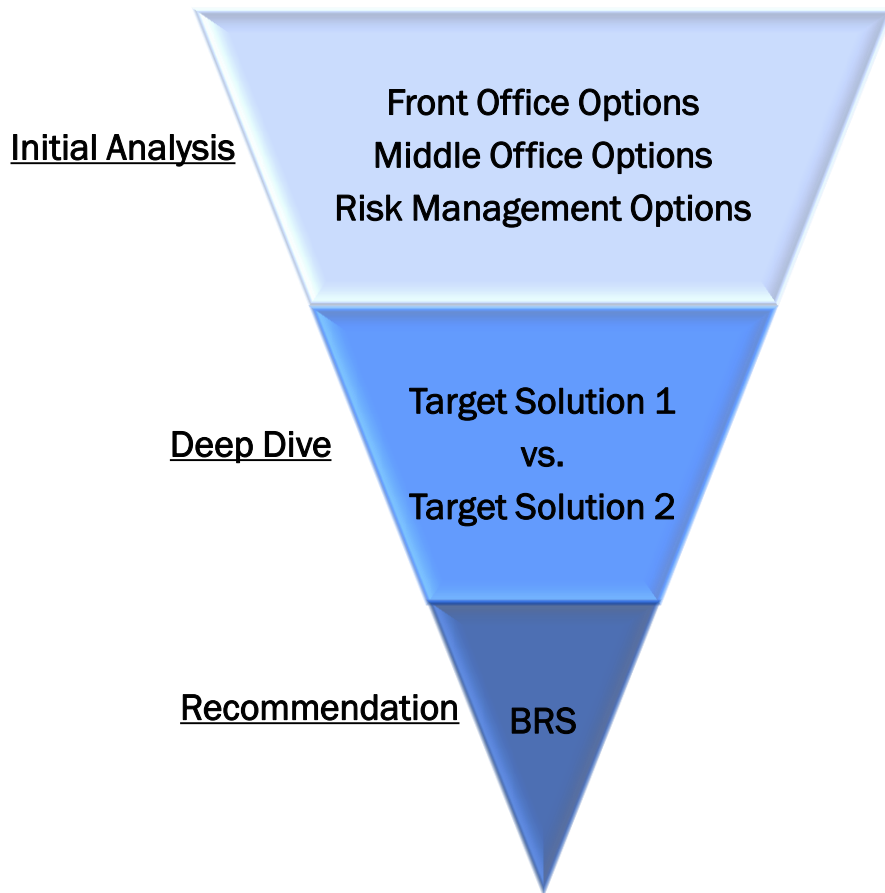 Initial Analysis
Front Office Options
Middle Office Options
Risk Management Options
Deep Dive
Target Solution 1
vs.
Target Solution 2
Recommendation
BRS